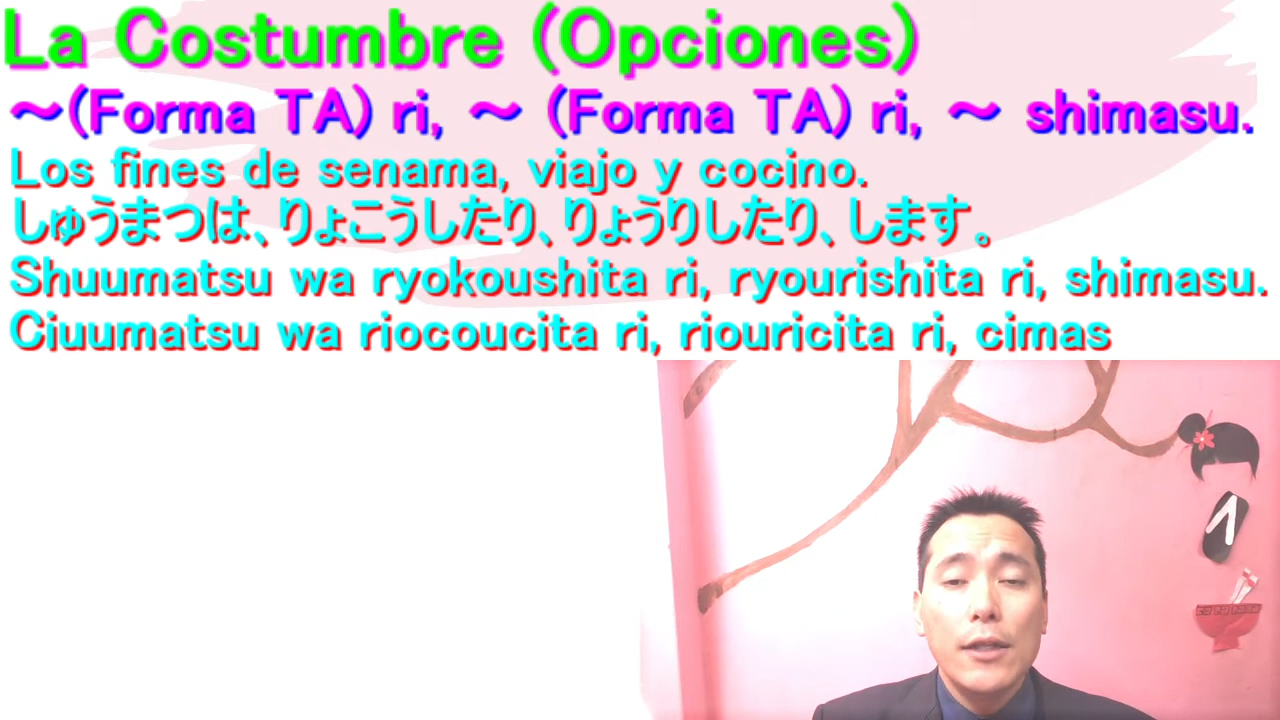 La Costumbre (Opciones)
～(Forma TA) ri, ～ (Forma TA) ri, ～ shimasu.
Los fines de senama, viajo y cocino.
しゅうまつは、りょこうしたり、りょうりしたり、します。
Shuumatsu wa ryokoushita ri, ryourishita ri, shimasu.
Ciuumatsu wa riocoucita ri, riouricita ri, cimas